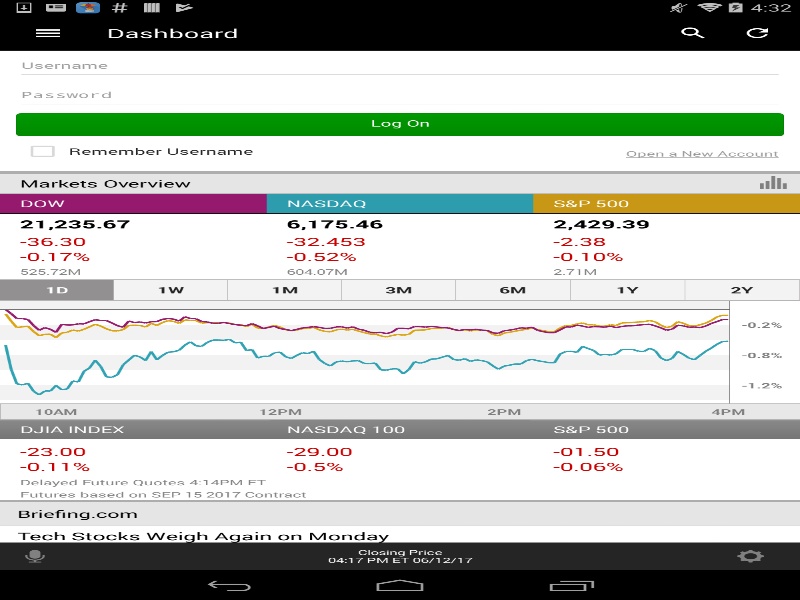 4:32
Dashboard
Username
Password
Log On
Remember Username
Open a New Account
Markets Overview
DOW NASDAQ S&P 500
21,235.67 6,175.46 2,429.39
-36.30 -32.453 -2.38
-0.17% -0.52% -0.10%
525.72M 604.07M 2.71M
1D 1W 1M 3M 6M 1Y 2Y
-0.2%
-0.8%
-1.2%
10AM 12PM 2PM 4PM
DJIA INDEX NASDAQ 100 S&P 500
-23.00 -29.00 -01.50
-0.11% -0.5% -0.06%
Delayed Future Quotes 4:14PM ET
Futures based on SEP 15 2017 Contract
Briefing.com
Tech Stocks Weigh Again on Monday
Closing Price
04:17 PM ET 06/12/17